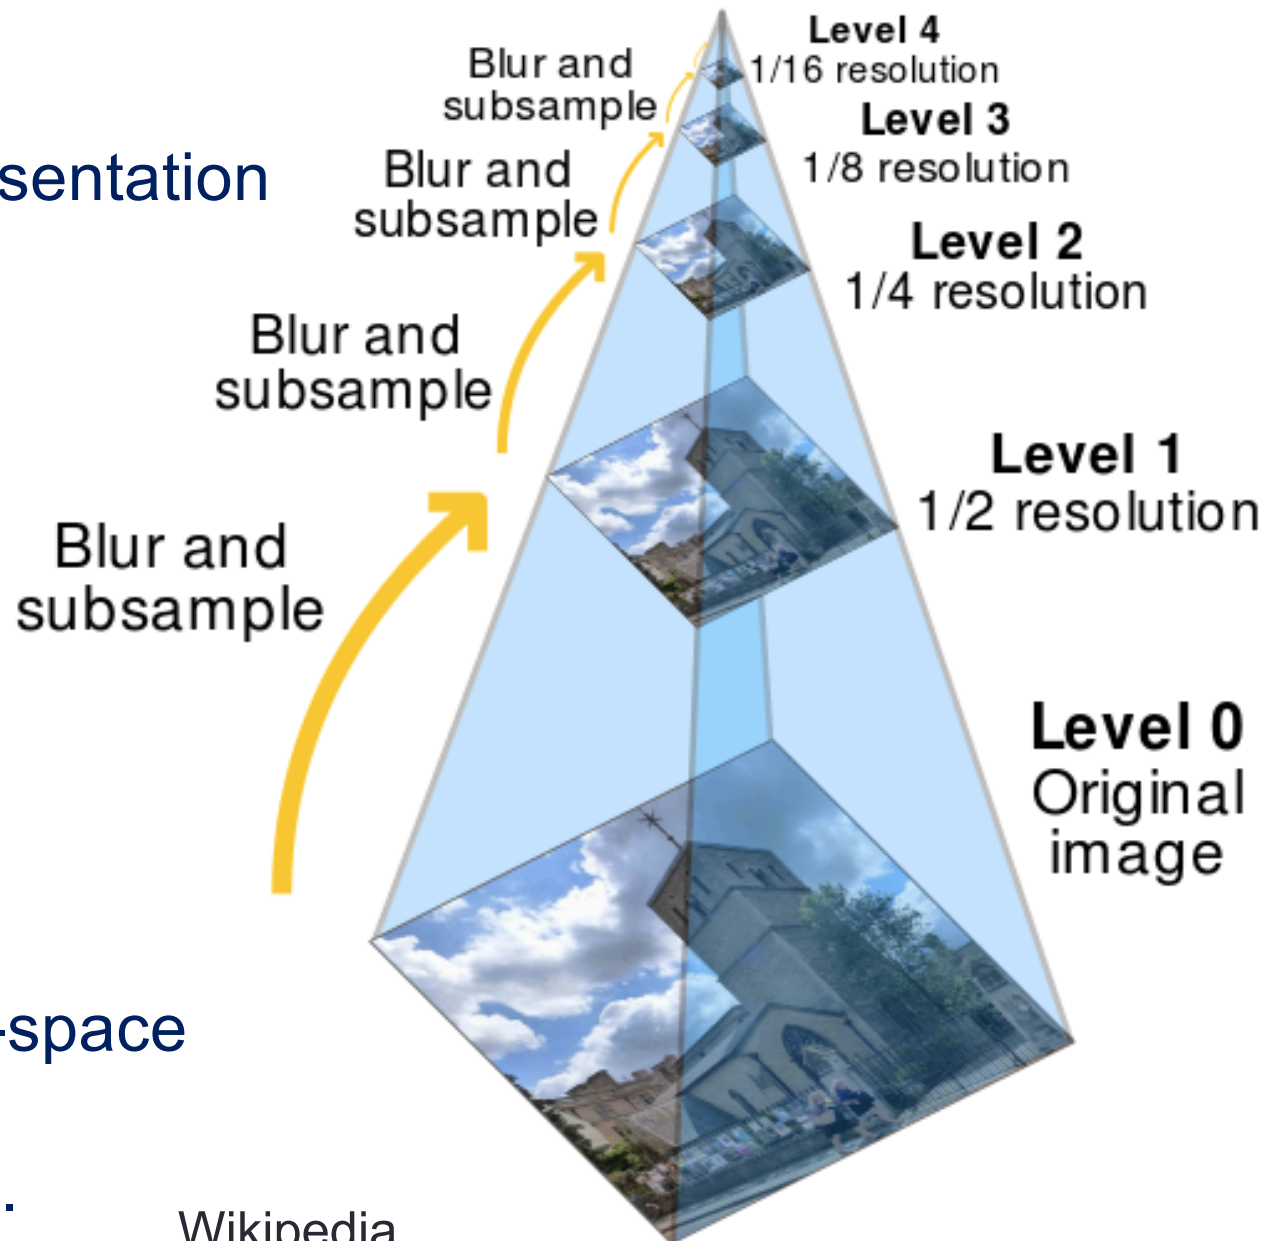 Level 4
1/16 resolution
Blur and
subsample
Level 3
1/8 resolution
sentation
Blur and
subsample
Level 2
1/4 resolution
Blur and
subsample
Level 1
1/2 resolution
Blur and
subsample
Level 0
Original
image
-space
.
Wikipedia